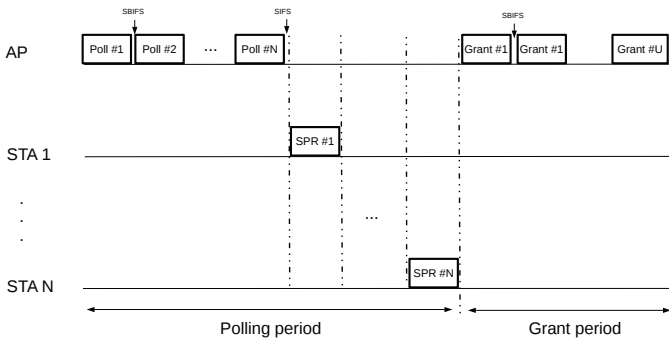 SBIFS
SIFS
SBIFS
AP
Poll #1
Poll #2
...
Poll #N
Grant #1
Grant #1
Grant #U
STA 1
SPR #1
.
.
.
...
STA N
SPR #N
Polling period
Grant period